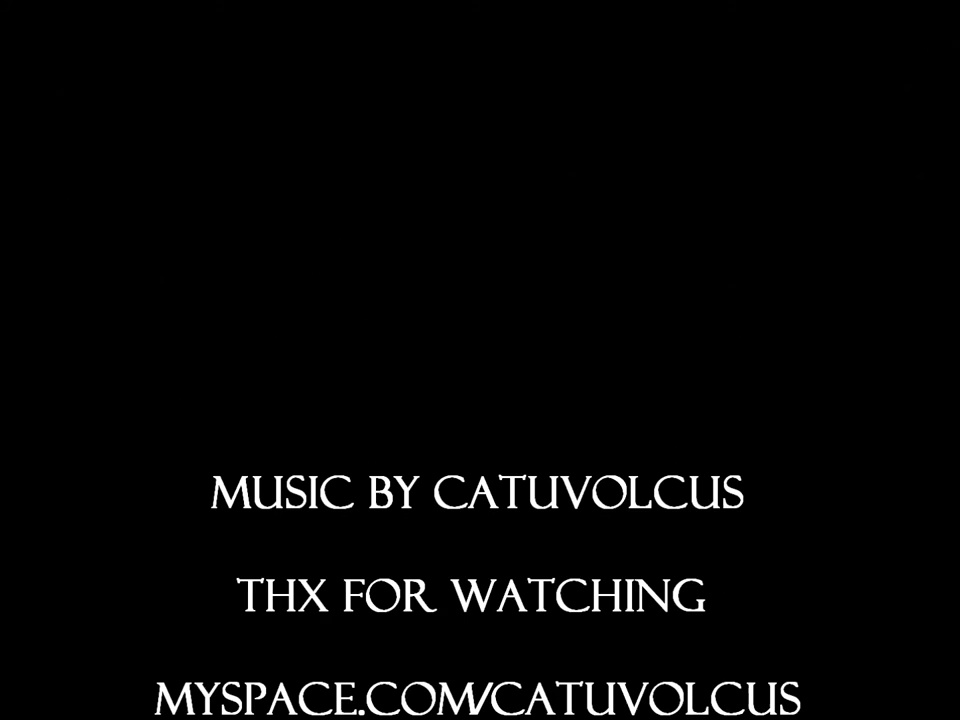 MUSIC BY CATUVOLCUS
THX FOR WATCHING
MYSPACE.COM/CATUVOLCUS